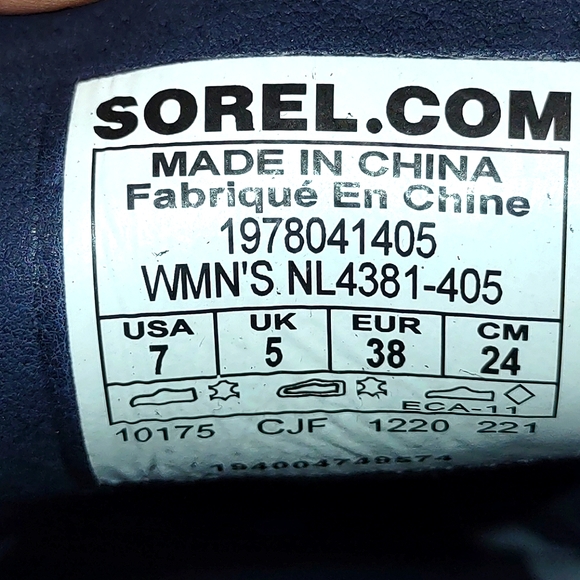 SOREL.COM
MADE IN CHINA
Fabriqué En Chine
1978041405
WMN'S NL4381-405
USA UK EUR CM
7 5 38 24
ECA-11
10175 CJF 1220 221